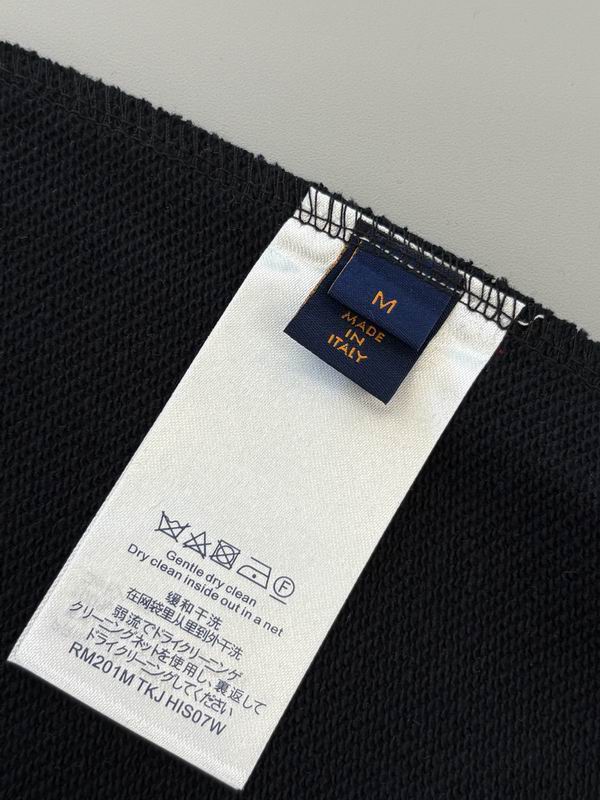 M
MADE
IN
ITALY
F
Gentle dry clean
Dry clean inside out in a net
缓和干洗
在网袋里从里到外干洗
弱流でドライクリーニング
クリーニングネットを使用し、裏返して
ドライクリーニングしてください
RM201M TKJ HIS07W